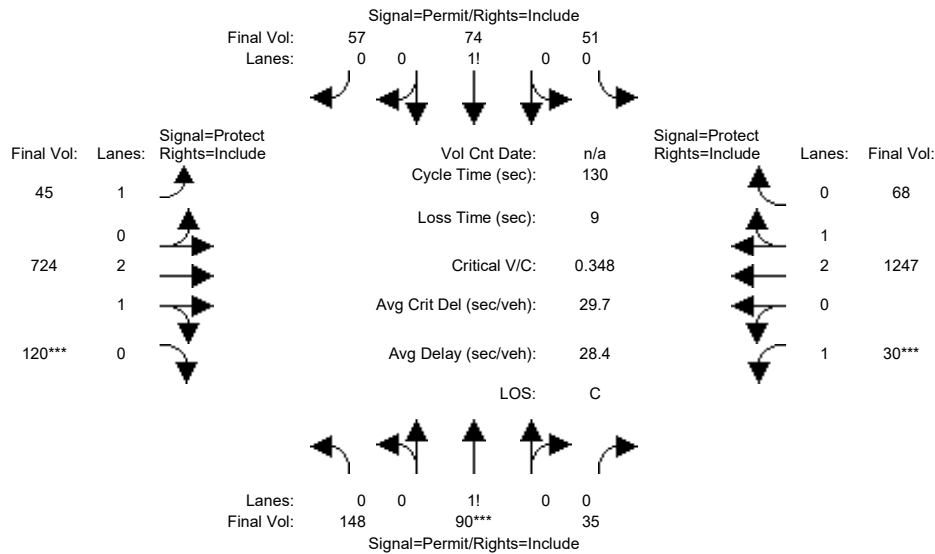 Signal=Permit/Rights=Include
Final Vol: 57 74 51
Lanes: 0 0 1! 0 0
Signal=Protect
Final Vol: Lanes: Rights=Include
Vol Cnt Date: n/a
Signal=Protect
Rights=Include Lanes: Final Vol:
Cycle Time (sec): 130
45 1
0 68
Loss Time (sec): 9
0
1
724 2
Critical V/C: 0.348
2 1247
1
Avg Crit Del (sec/veh): 29.7
0
120*** 0
Avg Delay (sec/veh): 28.4
1 30***
LOS: C
Lanes: 0 0 1! 0 0
Final Vol: 148 90*** 35
Signal=Permit/Rights=Include